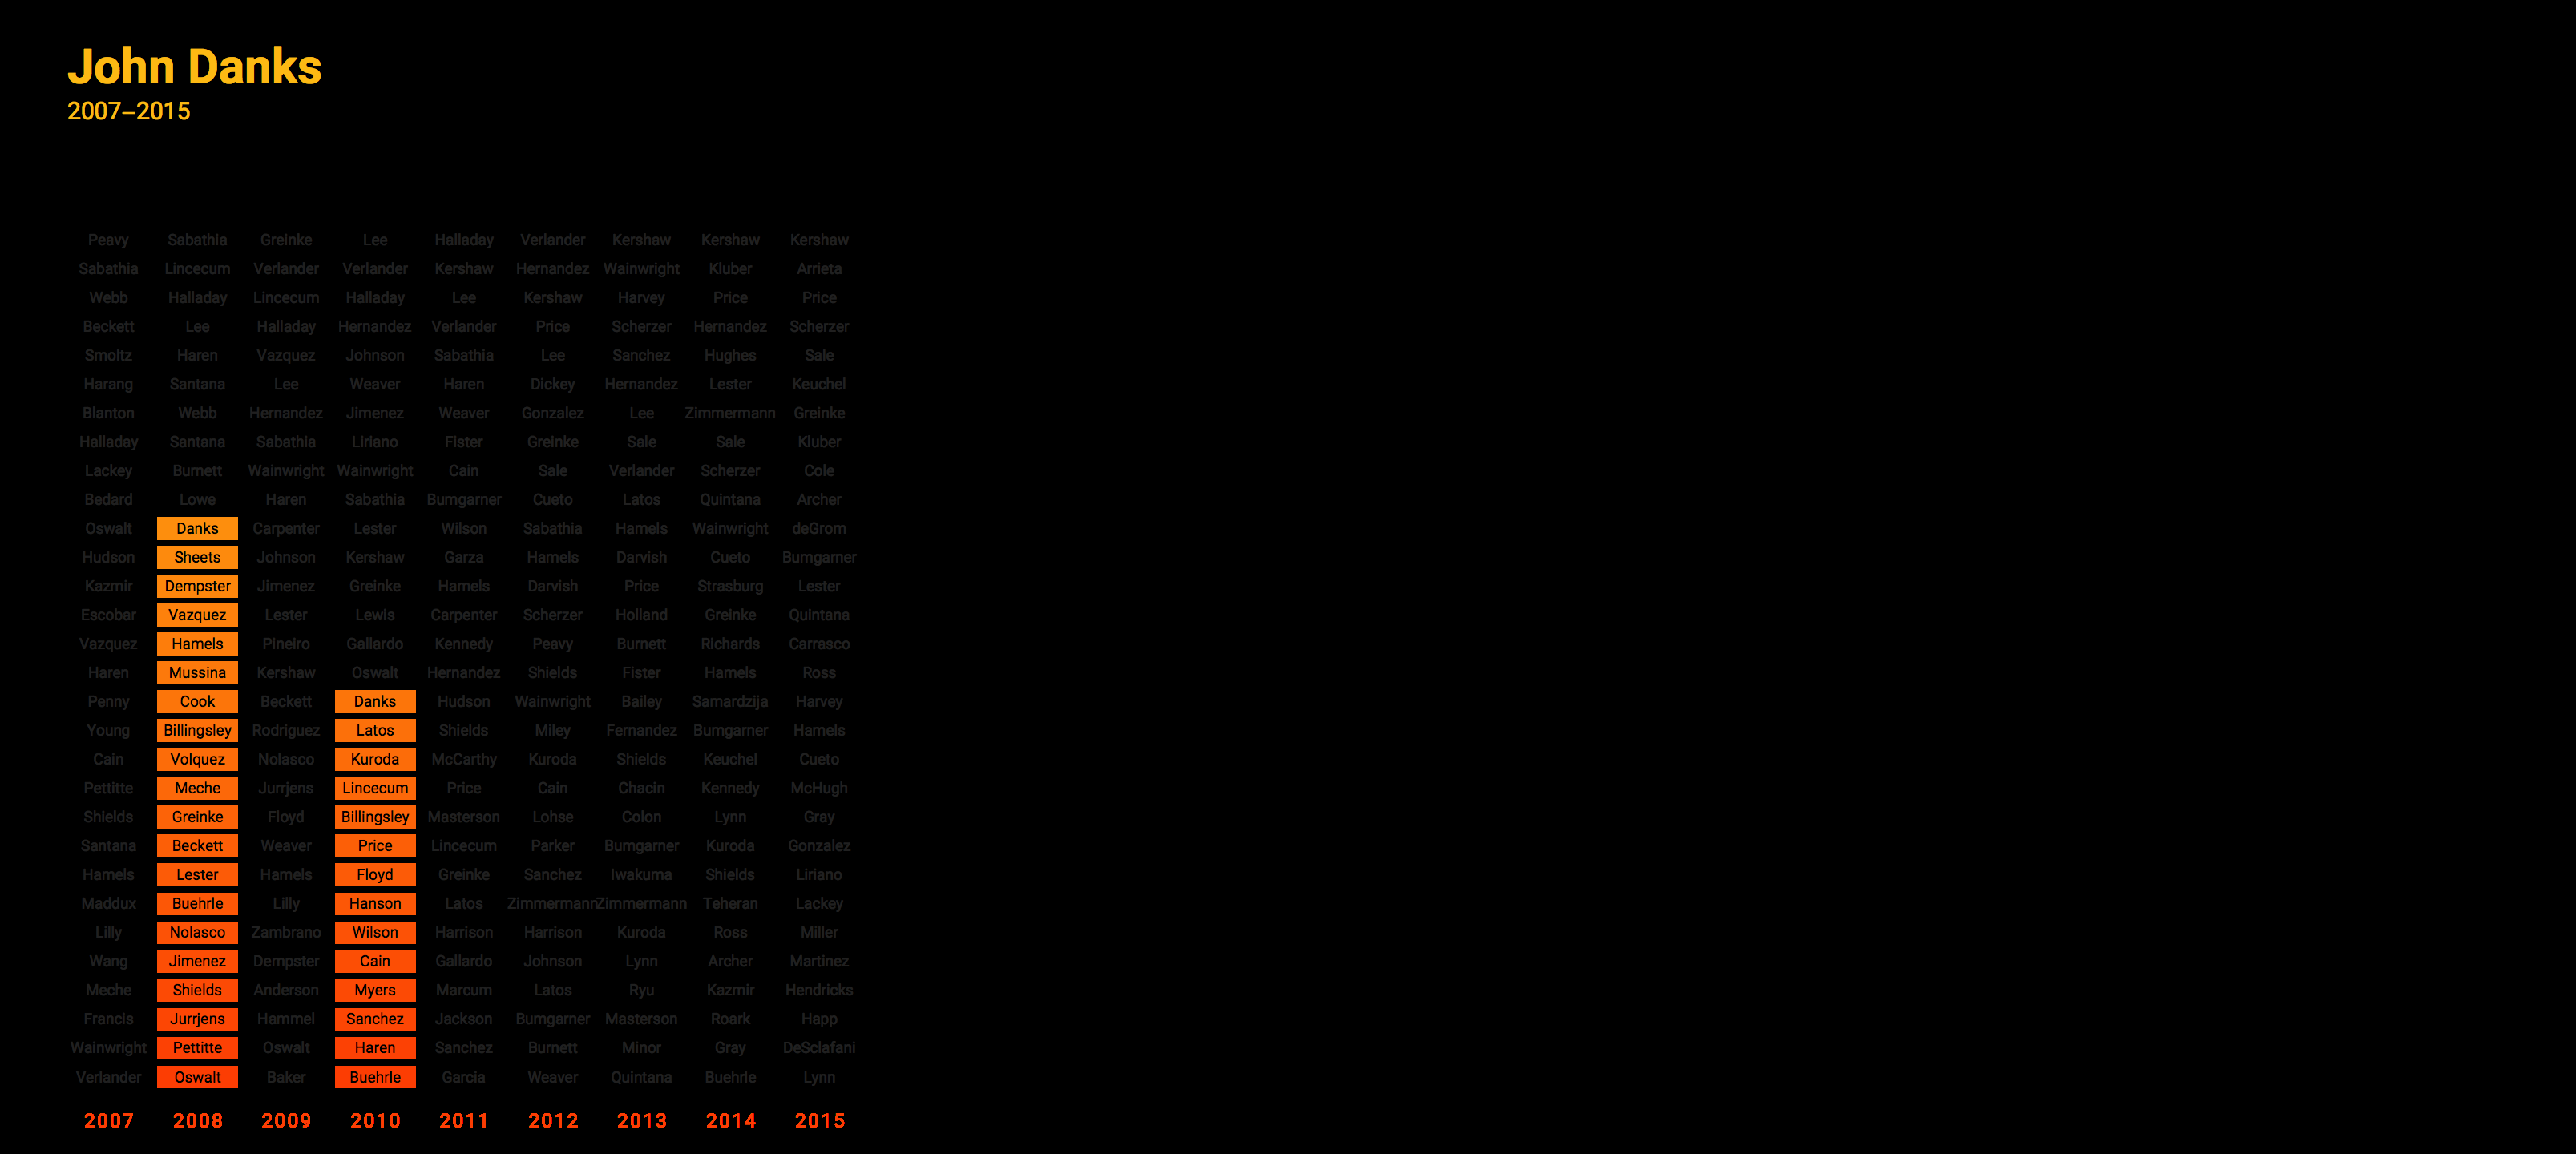 John Danks
2007–2015
Peavy Sabathia Greinke Lee Halladay Verlander Kershaw Kershaw Kershaw
Sabathia Lincecum Verlander Verlander Kershaw Hernandez Wainwright Kluber Arrieta
Webb Halladay Lincecum Halladay Lee Kershaw Harvey Price Price
Beckett Lee Halladay Hernandez Verlander Price Scherzer Hernandez Scherzer
Smoltz Haren Vazquez Johnson Sabathia Lee Sanchez Hughes Sale
Harang Santana Lee Weaver Haren Dickey Hernandez Lester Keuchel
Blanton Webb Hernandez Jimenez Weaver Gonzalez Lee Zimmermann Greinke
Halladay Santana Sabathia Liriano Fister Greinke Sale Sale Kluber
Lackey Burnett Wainwright Wainwright Cain Sale Verlander Scherzer Cole
Bedard Lowe Haren Sabathia Bumgarner Cueto Latos Quintana Archer
Oswalt Danks Carpenter Lester Wilson Sabathia Hamels Wainwright deGrom
Hudson Sheets Johnson Kershaw Garza Hamels Darvish Cueto Bumgarner
Kazmir Dempster Jimenez Greinke Hamels Darvish Price Strasburg Lester
Escobar Vazquez Lester Lewis Carpenter Scherzer Holland Greinke Quintana
Vazquez Hamels Pineiro Gallardo Kennedy Peavy Burnett Richards Carrasco
Haren Mussina Kershaw Oswalt Hernandez Shields Fister Hamels Ross
Penny Cook Beckett Danks Hudson Wainwright Bailey Samardzija Harvey
Young Billingsley Rodriguez Latos Shields Miley Fernandez Bumgarner Hamels
Cain Volquez Nolasco Kuroda McCarthy Kuroda Shields Keuchel Cueto
Pettitte Meche Jurrjens Lincecum Price Cain Chacin Kennedy McHugh
Shields Greinke Floyd Billingsley Masterson Lohse Colon Lynn Gray
Santana Beckett Weaver Price Lincecum Parker Bumgarner Kuroda Gonzalez
Hamels Lester Hamels Floyd Greinke Sanchez Iwakuma Shields Liriano
Maddux Buehrle Lilly Hanson Latos Zimmermann Zimmermann Teheran Lackey
Lilly Nolasco Zambrano Wilson Harrison Harrison Kuroda Ross Miller
Wang Jimenez Dempster Cain Gallardo Johnson Lynn Archer Martinez
Meche Shields Anderson Myers Marcum Latos Ryu Kazmir Hendricks
Francis Jurrjens Hammel Sanchez Jackson Bumgarner Masterson Roark Happ
Wainwright Pettitte Oswalt Haren Sanchez Burnett Minor Gray DeSclafani
Verlander Oswalt Baker Buehrle Garcia Weaver Quintana Buehrle Lynn
2007 2008 2009 2010 2011 2012 2013 2014 2015